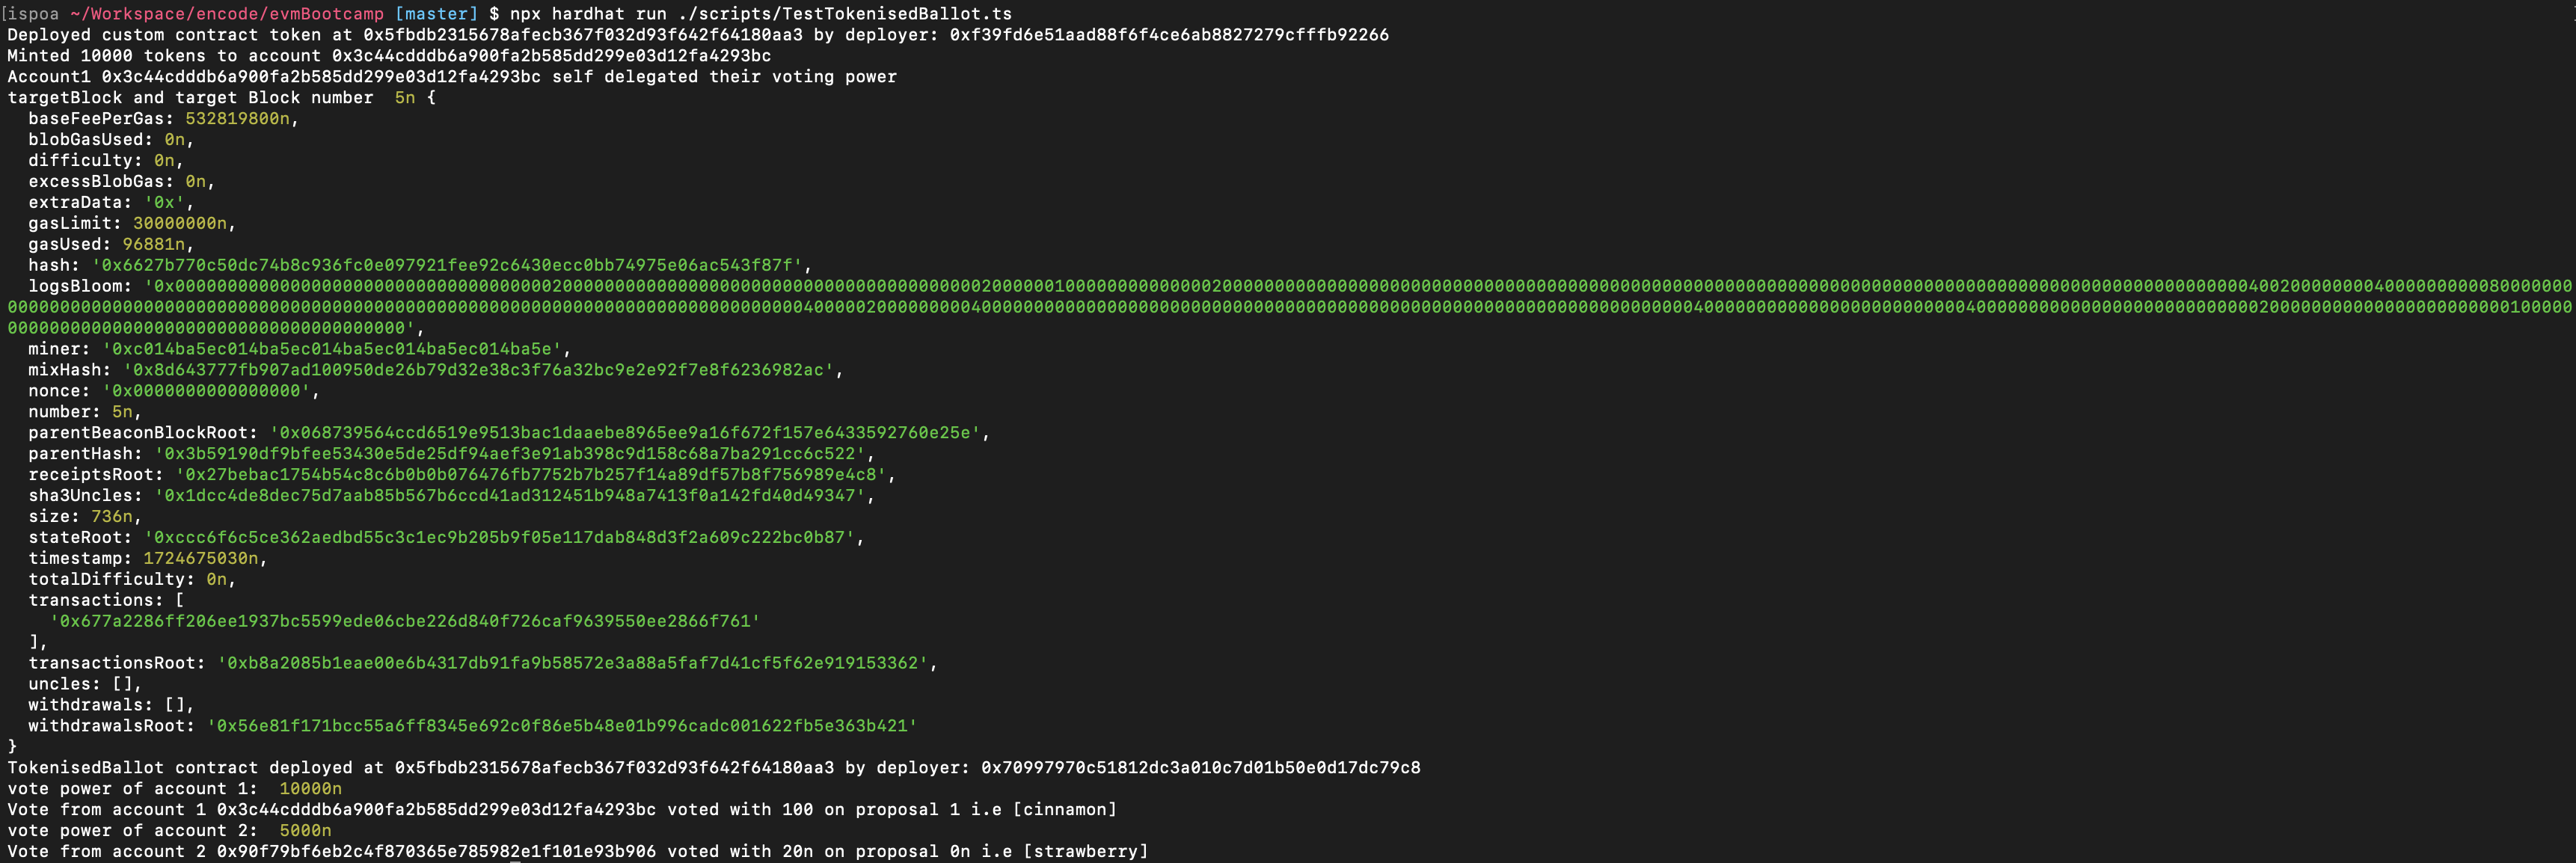 [ispoa ~/Workspace/encode/evmBootcamp [master] $ npx hardhat run ./scripts/TestTokenisedBallot.ts
Deployed custom contract token at 0x5fbdb2315678afecb367f032d93f642f64180aa3 by deployer: 0xf39fd6e51aad88f6f4ce6ab8827279cfffb92266
Minted 10000 tokens to account 0x3c44cdddb6a900fa2b585dd299e03d12fa4293bc
Account1 0x3c44cdddb6a900fa2b585dd299e03d12fa4293bc self delegated their voting power
targetBlock and target Block number  5n {
  baseFeePerGas: 532819800n,
  blobGasUsed: 0n,
  difficulty: 0n,
  excessBlobGas: 0n,
  extraData: '0x',
  gasLimit: 30000000n,
  gasUsed: 96881n,
  hash: '0x6627b770c50dc74b8c936fc0e097921fee92c6430ecc0bb74975e06ac543f87f',
  logsBloom: '0x0000000000000000000000000000000000002000000000000000000000000000000000000000020000000100000000000002000000000000000000000000000000000000000000000000000000000000000000000000000000000000000000000000000040020000000040000000000800000000
00000000000000000000000000000000000000000000000000000000000000000000000000004000002000000000400000000000000000000000000000000000000000000000000000000000000000040000000000000000000000000400000000000000000000000000020000000000000000000000010000 0
00000000000000000000000000000000000000',
  miner: '0xc014ba5ec014ba5ec014ba5ec014ba5ec014ba5e',
  mixHash: '0x8d643777fb907ad100950de26b79d32e38c3f76a32bc9e2e92f7e8f6236982ac',
  nonce: '0x0000000000000000',
  number: 5n,
  parentBeaconBlockRoot: '0x068739564ccd6519e9513bac1daaebe8965ee9a16f672f157e6433592760e25e',
  parentHash: '0x3b59190df9bfee53430e5de25df94aef3e91ab398c9d158c68a7ba291cc6c522',
  receiptsRoot: '0x27bebac1754b54c8c6b0b0b076476fb7752b7b257f14a89df57b8f756989e4c8',
  sha3Uncles: '0x1dcc4de8dec75d7aab85b567b6ccd41ad312451b948a7413f0a142fd40d49347',
  size: 736n,
  stateRoot: '0xccc6f6c5ce362aedbd55c3c1ec9b205b9f05e117dab848d3f2a609c222bc0b87',
  timestamp: 1724675030n,
  totalDifficulty: 0n,
  transactions: [
    '0x677a2286ff206ee1937bc5599ede06cbe226d840f726caf9639550ee2866f761'
  ],
  transactionsRoot: '0xb8a2085b1eae00e6b4317db91fa9b58572e3a88a5faf7d41cf5f62e919153362',
  uncles: [],
  withdrawals: [],
  withdrawalsRoot: '0x56e81f171bcc55a6ff8345e692c0f86e5b48e01b996cadc001622fb5e363b421'
}
TokenisedBallot contract deployed at 0x5fbdb2315678afecb367f032d93f642f64180aa3 by deployer: 0x70997970c51812dc3a010c7d01b50e0d17dc79c8
vote power of account 1:  10000n
Vote from account 1 0x3c44cdddb6a900fa2b585dd299e03d12fa4293bc voted with 100 on proposal 1 i.e [cinnamon]
vote power of account 2:  5000n
Vote from account 2 0x90f79bf6eb2c4f870365e785982e1f101e93b906 voted with 20n on proposal 0n i.e [strawberry]